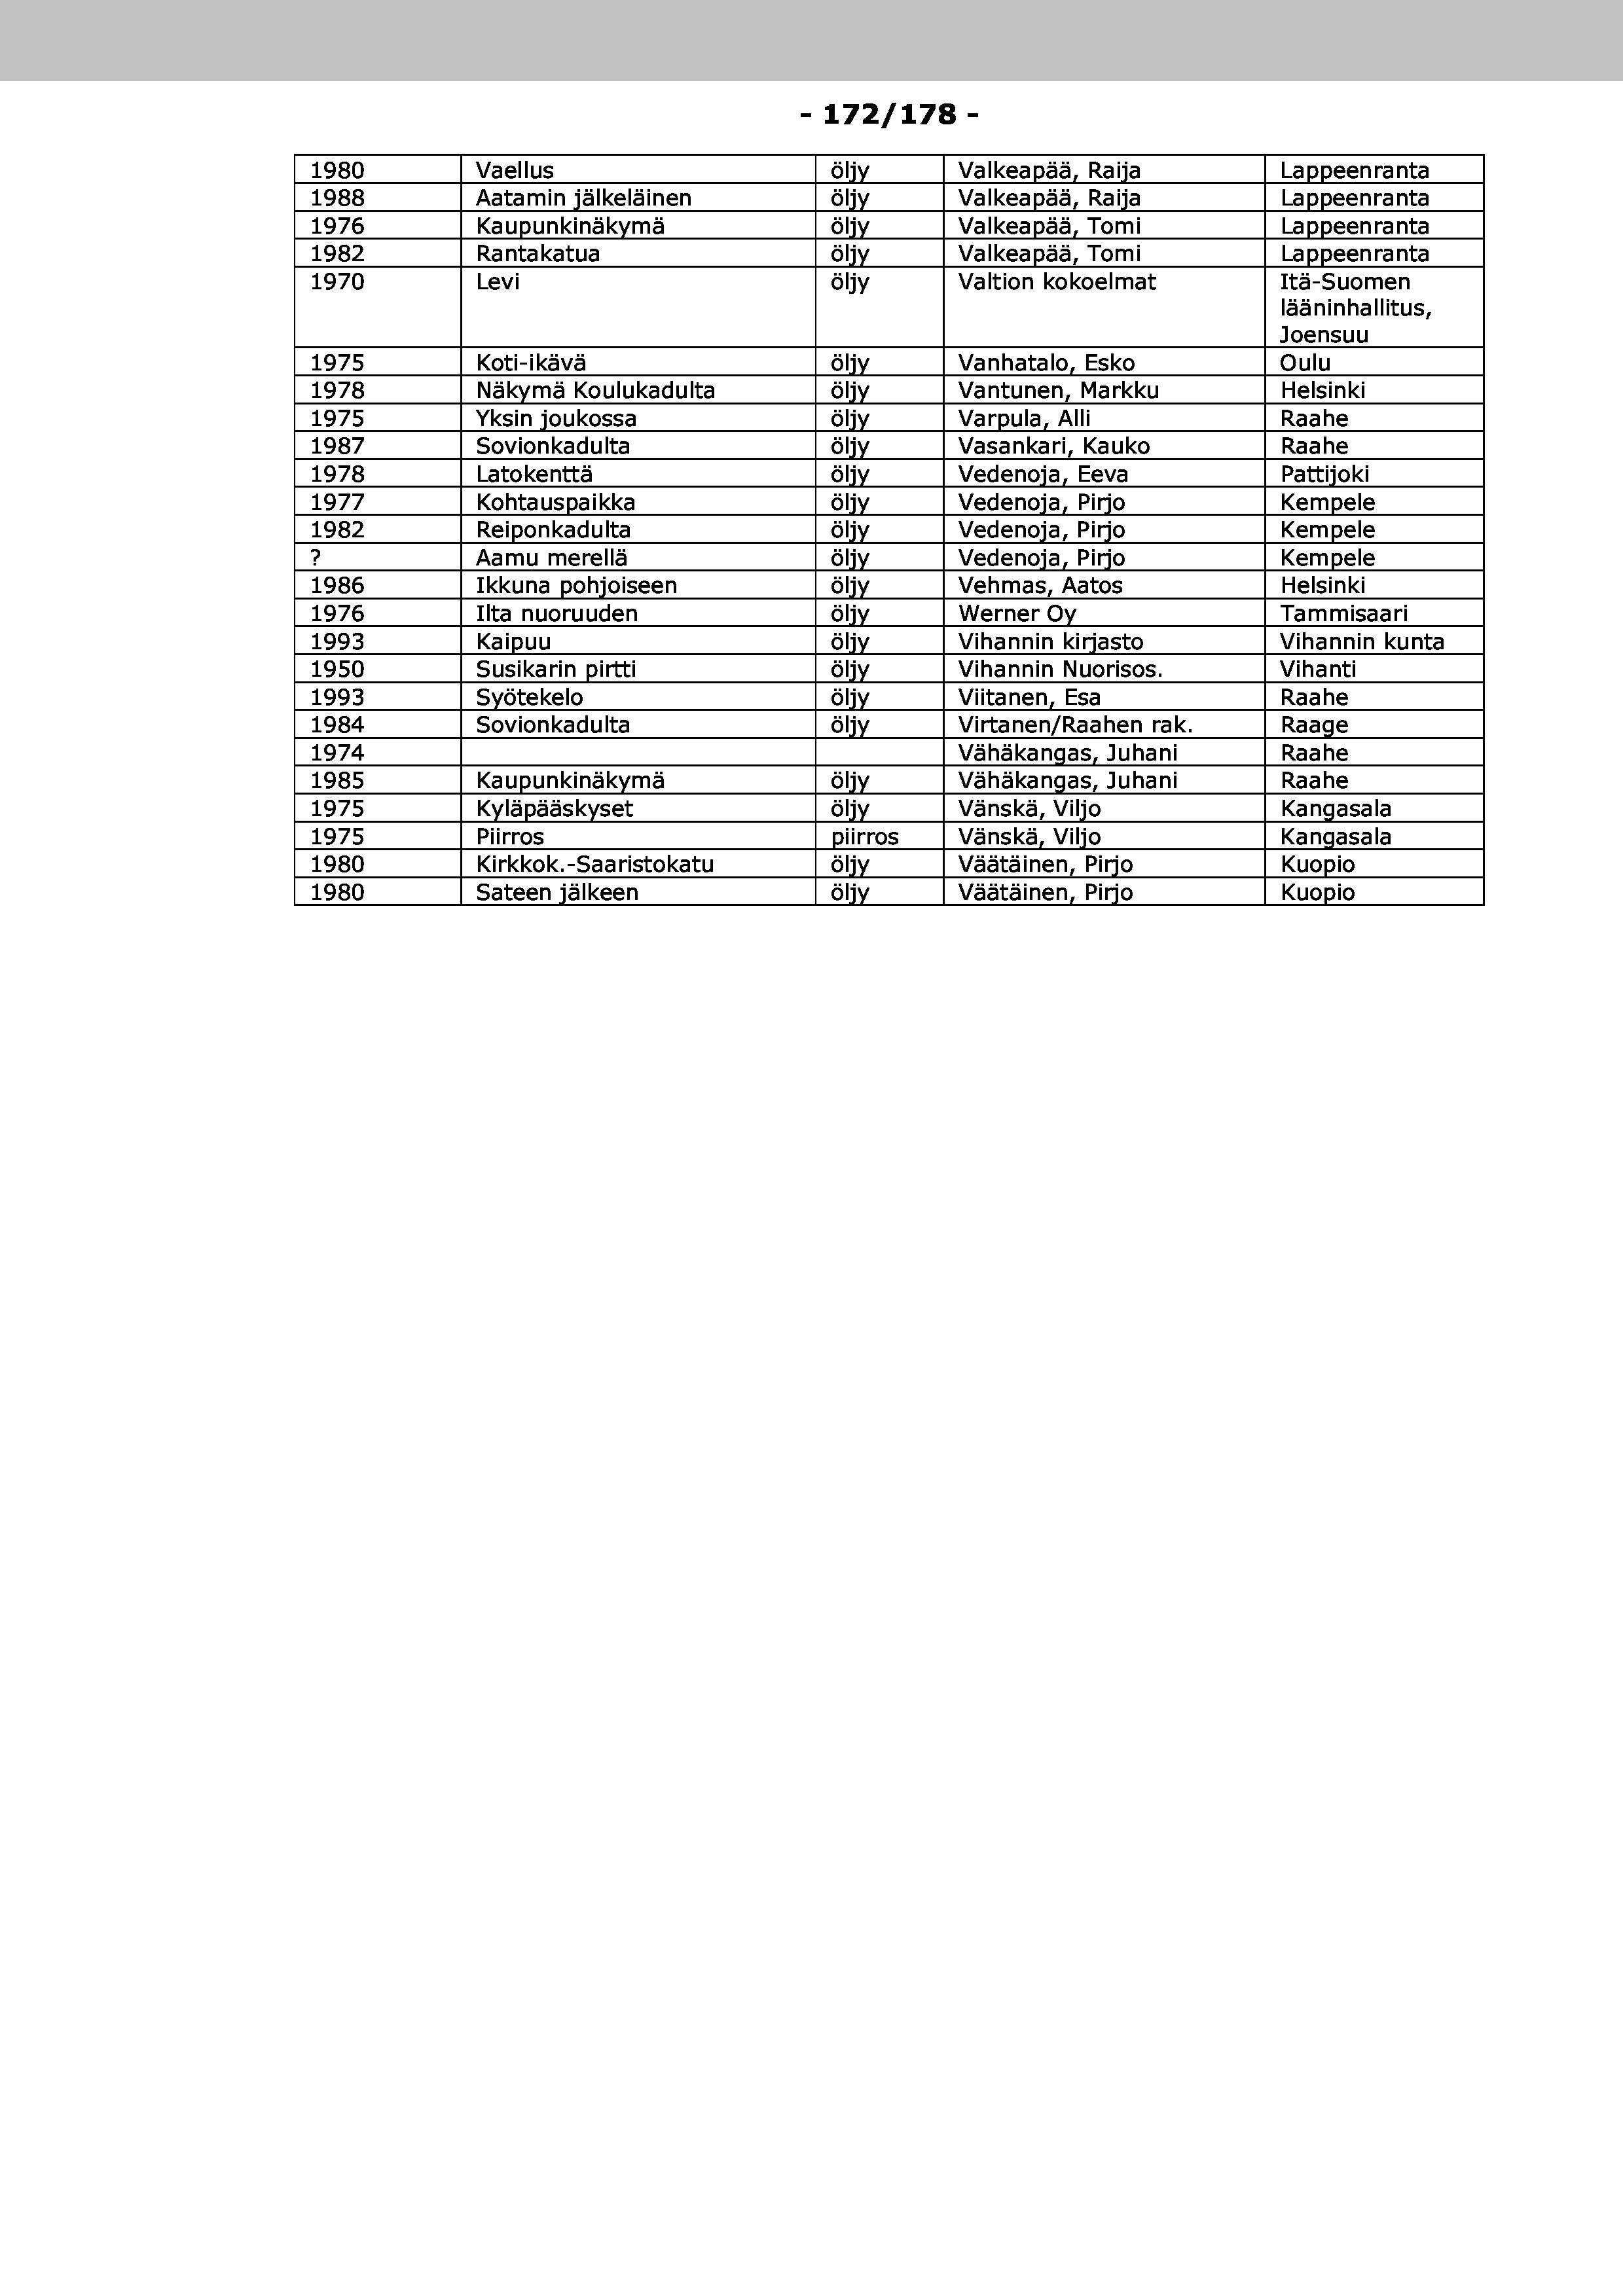 - 172/178 -
1980 Vaellus öljy Valkeapää, Raija Lappeenranta
1988 Aatamin jälkeläinen öljy Valkeapää, Raija Lappeenranta
1976 Kaupunkinäkymä öljy Valkeapää, Tomi Lappeenranta
1982 Rantakatua öljy Valkeapää, Tomi Lappeenranta
1970 Levi öljy Valtion kokoelmat Itä-Suomen
lääninhallitus,
Joensuu
1975 Koti-ikävä öljy Vanhatalo, Esko Oulu
1978 Näkymä Koulukadulta öljy Vantunen, Markku Helsinki
1975 Yksin joukossa öljy Varpula, Alli Raahe
1987 Sovionkadulta öljy Vasankari, Kauko Raahe
1978 Latokenttä öljy Vedenoja, Eeva Pattijoki
1977 Kohtauspaikka öljy Vedenoja, Pirjo Kempele
1982 Reiponkadulta öljy Vedenoja, Pirjo Kempele
? Aamu merellä öljy Vedenoja, Pirjo Kempele
1986 Ikkuna pohjoiseen öljy Vehmas, Aatos Helsinki
1976 Ilta nuoruuden öljy Werner Oy Tammisaari
1993 Kaipuu öljy Vihannin kirjasto Vihannin kunta
1950 Susikarin pirtti öljy Vihannin Nuorisos. Vihanti
1993 Syötekelo öljy Viitanen, Esa Raahe
1984 Sovionkadulta öljy Virtanen/Raahen rak. Raage
1974 Vähäkangas, Juhani Raahe
1985 Kaupunkinäkymä öljy Vähäkangas, Juhani Raahe
1975 Kyläpääskyset öljy Vänskä, Viljo Kangasala
1975 Piirros piirros Vänskä, Viljo Kangasala
1980 Kirkkok.-Saaristokatu öljy Väätäinen, Pirjo Kuopio
1980 Sateen jälkeen öljy Väätäinen, Pirjo Kuopio